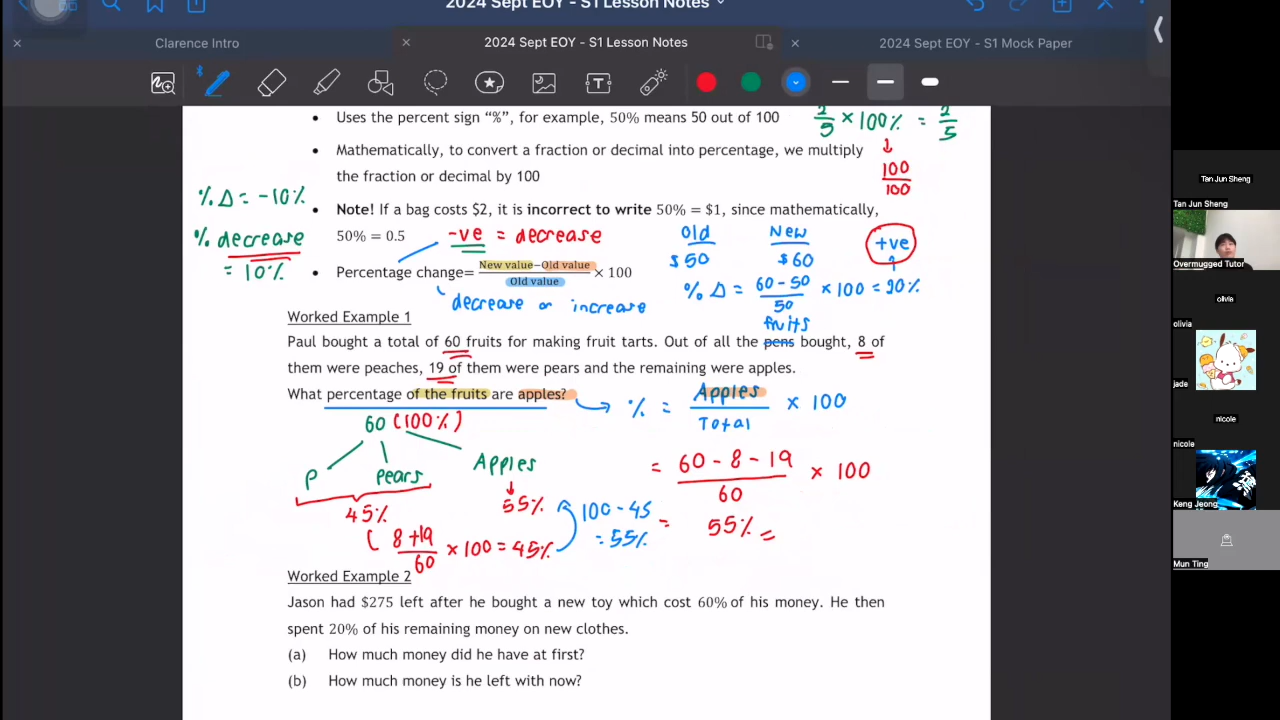 2024 Sept EOY - S1 Lesson Notes
Clarence Intro
2024 Sept EOY - S1 Lesson Notes
2024 Sept EOY - S1 Mock Paper
• Uses the percent sign “%”, for example, 50% means 50 out of 100
2/5 × 100% = 2/5
100/100
• Mathematically, to convert a fraction or decimal into percentage, we multiply
the fraction or decimal by 100
% Δ = -10%
% decrease
= 10%
• Note! If a bag costs $2, it is incorrect to write 50% = $1, since mathematically,
50% = 0.5
-ve = decrease
Old New
$50 $60
+ve
• Percentage change= New value−Old value / Old value × 100
% Δ = 60 - 50 / 50 × 100 = 20%
decrease or increase
Worked Example 1
fruits
Paul bought a total of 60 fruits for making fruit tarts. Out of all the pens bought, 8 of
them were peaches, 19 of them were pears and the remaining were apples.
What percentage of the fruits are apples?
% = Apples / Total × 100
60 (100%)
P Pears Apples
= 60 - 8 - 19 / 60 × 100
45% 55%
100 - 45
= 55%
= 55%
( 8 + 19 / 60 × 100 = 45%
Worked Example 2
Jason had $275 left after he bought a new toy which cost 60% of his money. He then
spent 20% of his remaining money on new clothes.
(a) How much money did he have at first?
(b) How much money is he left with now?
Tan Jun Sheng
Tan Jun Sheng
Overmugged Tutor
olivia
olivia
jade
nicole
nicole
Keng Jeong
Mun Ting